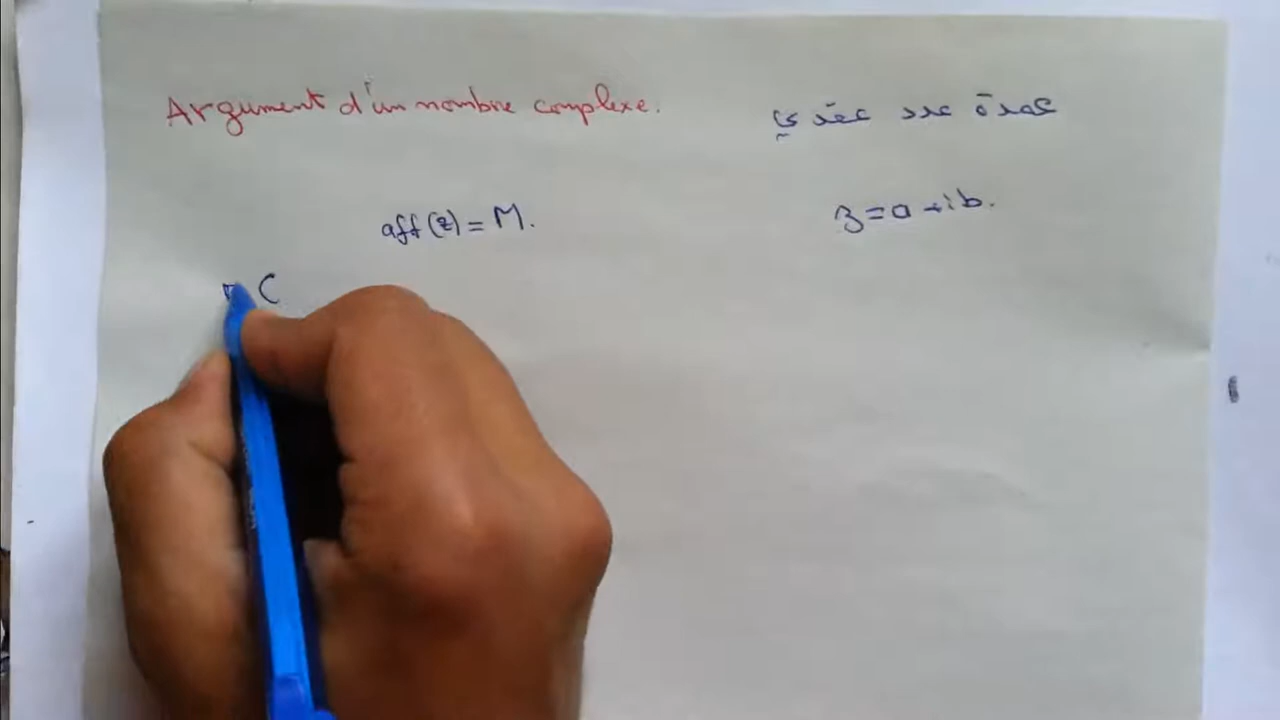 Argument d'un nombre complexe.
عمدة عدد عقدي
aff(z) = M.
z = a + ib.
C